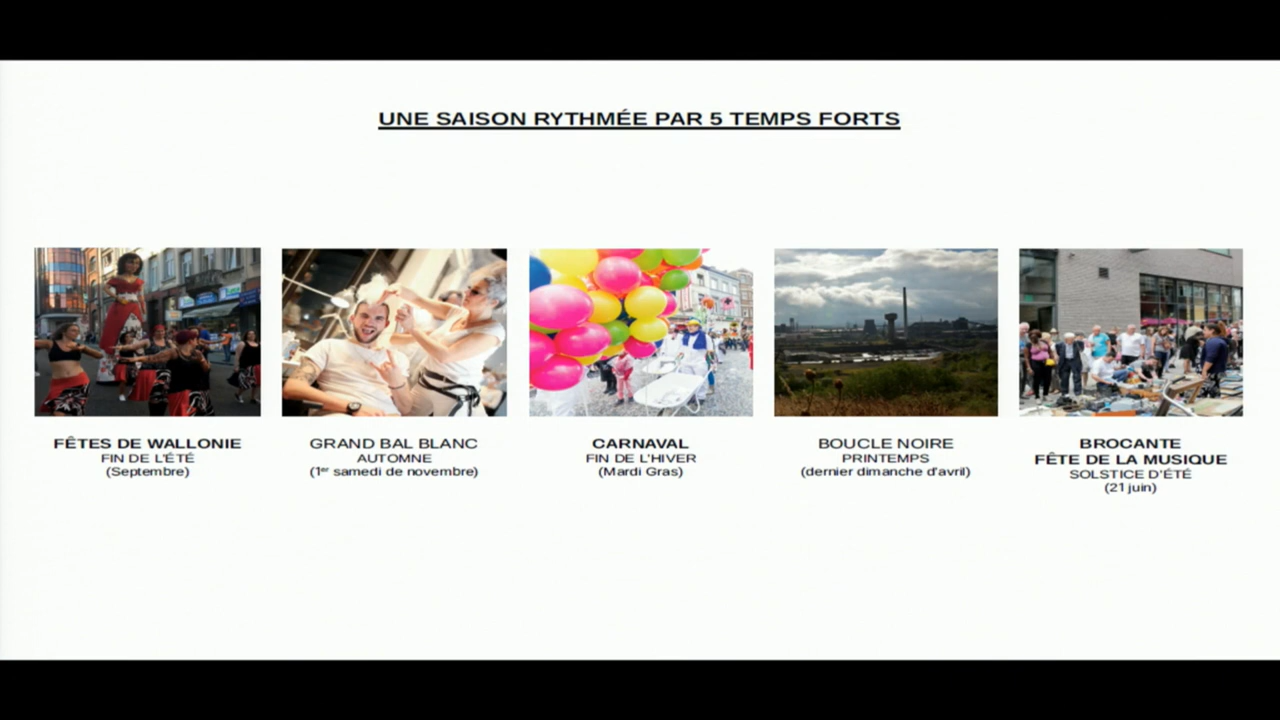 UNE SAISON RYTHMÉE PAR 5 TEMPS FORTS
FÊTES DE WALLONIE
FIN DE L'ÉTÉ
(Septembre)
GRAND BAL BLANC
AUTOMNE
(1er samedi de novembre)
CARNAVAL
FIN DE L'HIVER
(Mardi Gras)
BOUCLE NOIRE
PRINTEMPS
(dernier dimanche d'avril)
BROCANTE
FÊTE DE LA MUSIQUE
SOLSTICE D'ÉTÉ
(21 juin)